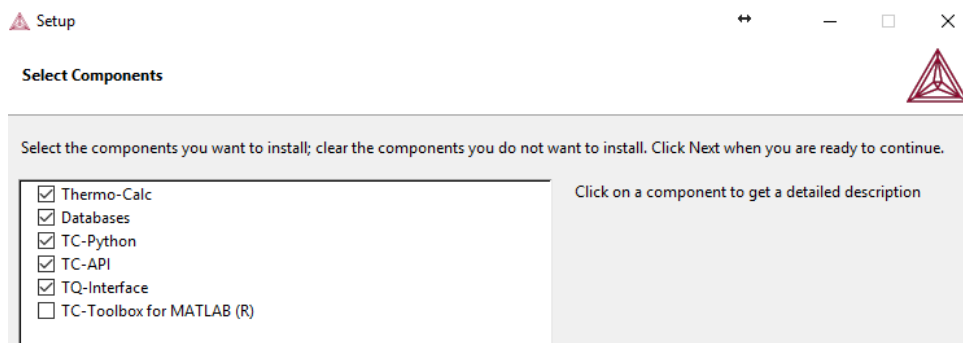 Setup
Select Components
Select the components you want to install; clear the components you do not want to install. Click Next when you are ready to continue.
Thermo-Calc
Databases
TC-Python
TC-API
TQ-Interface
TC-Toolbox for MATLAB (R)
Click on a component to get a detailed description